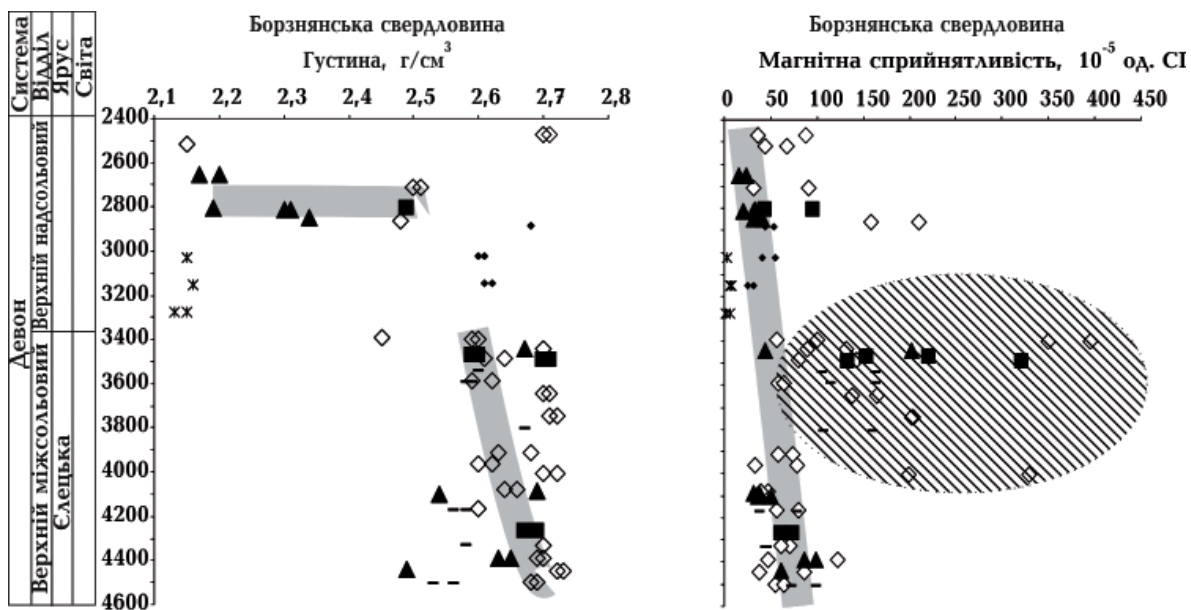 Система
Відділ
Ярус
Світа
Девон
Верхній надсольовий
Верхній міжсольовий
Єлецька
Борзнянська свердловина
Густина, г/см³
2,1 2,2 2,3 2,4 2,5 2,6 2,7 2,8
2400
2600
2800
3000
3200
3400
3600
3800
4000
4200
4400
4600
Борзнянська свердловина
Магнітна сприйнятливість, 10⁻⁵ од. СІ
0 50 100 150 200 250 300 350 400 450